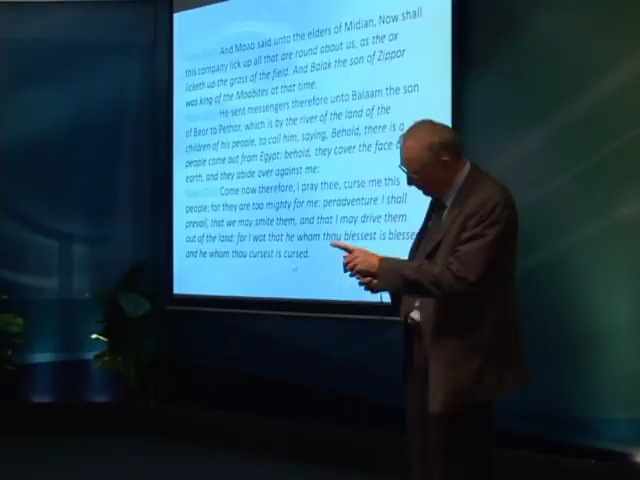 And Moab said unto the elders of Midian, Now shall
this company lick up all that are round about us, as the ox
licketh up the grass of the field. And Balak the son of Zippor
was king of the Moabites at that time.
He sent messengers therefore unto Balaam the son
of Beor to Pethor, which is by the river of the land of the
children of his people, to call him, saying, Behold, there is a
people come out from Egypt: behold, they cover the face
earth, and they abide over against me:
Come now therefore, I pray thee, curse me this
people; for they are too mighty for me: peradventure I shall
prevail, that we may smite them, and that I may drive them
out of the land: for I wot that he whom thou blessest is blesse
and he whom thou cursest is cursed.